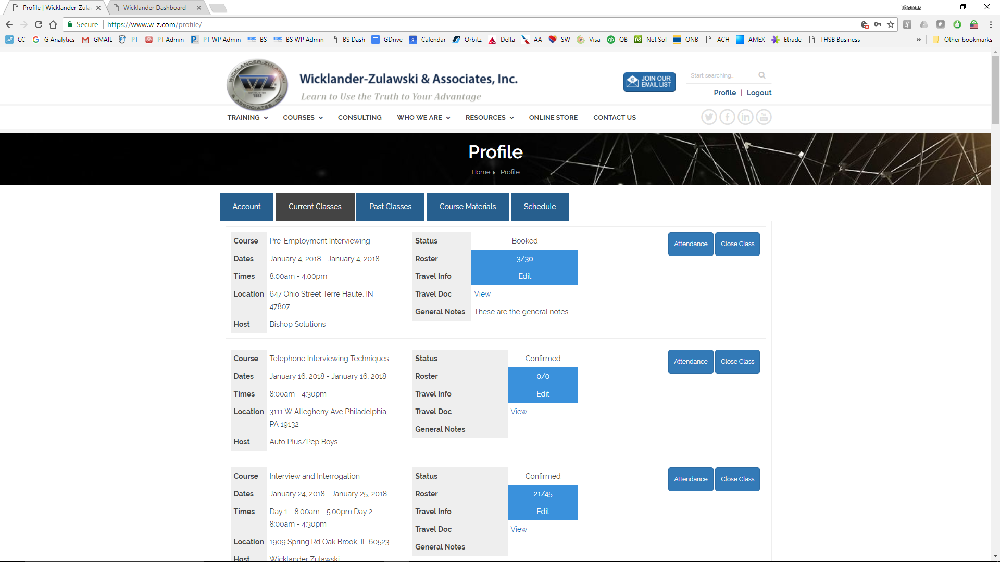 Profile | Wicklander-Zula
Wicklander Dashboard
Thomas
Secure
https://www.w-z.com/profile/
CC
G Analytics
GMAIL
PT
PT Admin
PT WP Admin
BS
BS WP Admin
BS Dash
GDrive
Calendar
Orbitz
Delta
AA
SW
Visa
QB
Net Sol
ONB
ACH
AMEX
Etrade
THSB Business
»
Other bookmarks
WICKLANDER-ZULAWSKI
WZ
1982
& ASSOCIATES, INC.
Wicklander-Zulawski & Associates, Inc.
Learn to Use the Truth to Your Advantage
JOIN OUR
EMAIL LIST
Start searching...
Profile | Logout
TRAINING
COURSES
CONSULTING
WHO WE ARE
RESOURCES
ONLINE STORE
CONTACT US
Profile
Home
Profile
Account
Current Classes
Past Classes
Course Materials
Schedule
Course Pre-Employment Interviewing
Dates January 4, 2018 - January 4, 2018
Times 8:00am - 4:00pm
Location 647 Ohio Street Terre Haute, IN
47807
Host Bishop Solutions
Status Booked
Roster 3/30
Travel Info Edit
Travel Doc View
General Notes These are the general notes
Attendance
Close Class
Course Telephone Interviewing Techniques
Dates January 16, 2018 - January 16, 2018
Times 8:00am - 4:30pm
Location 3111 W Allegheny Ave Philadelphia,
PA 19132
Host Auto Plus/Pep Boys
Status Confirmed
Roster 0/0
Travel Info Edit
Travel Doc View
General Notes
Attendance
Close Class
Course Interview and Interrogation
Dates January 24, 2018 - January 25, 2018
Times Day 1 - 8:00am - 5:00pm Day 2 -
8:00am - 4:30pm
Location 1909 Spring Rd Oak Brook, IL 60523
Host Wicklander Zulawski
Status Confirmed
Roster 21/45
Travel Info Edit
Travel Doc View
General Notes
Attendance
Close Class